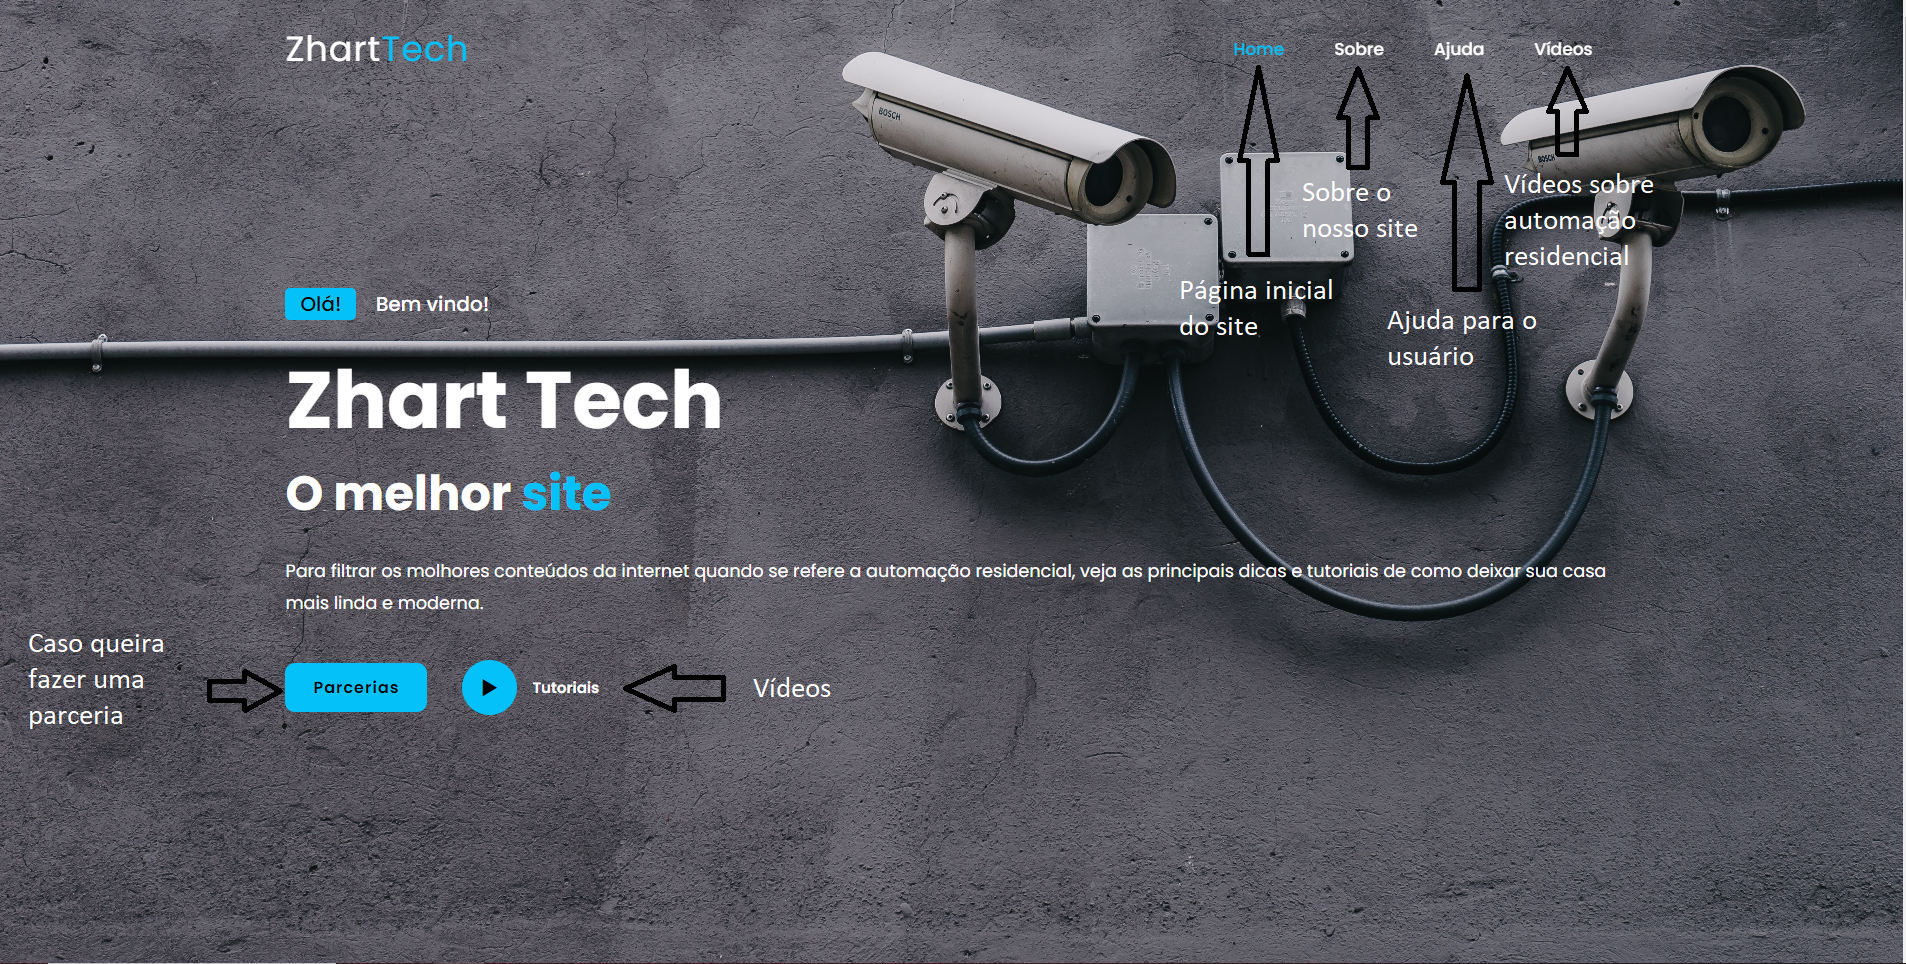 ZhartTech
Home
Sobre
Ajuda
Vídeos
BOSCH
BOSCH
Sobre o
nosso site
Vídeos sobre
automação
residencial
Página inicial
do site
Ajuda para o
usuário
Olá!
Bem vindo!
Zhart Tech
O melhor site
Para filtrar os molhores conteúdos da internet quando se refere a automação residencial, veja as principais dicas e tutoriais de como deixar sua casa
mais linda e moderna.
Caso queira
fazer uma
parceria
Parcerias
Tutoriais
Vídeos